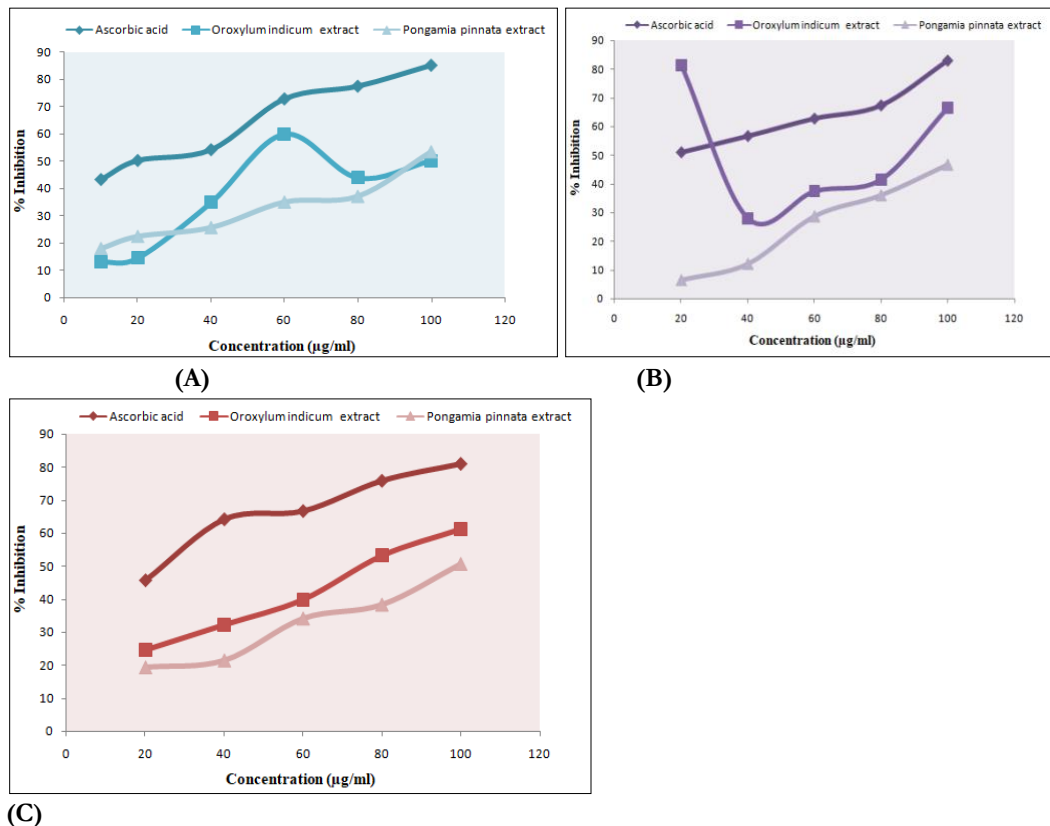 Ascorbic acid Oroxylum indicum extract Pongamia pinnata extract
90
80
70
60
50
40
30
20
10
0
% Inhibition
0 20 40 60 80 100 120
Concentration (µg/ml)
(A)
Ascorbic acid Oroxylum indicum extract Pongamia pinnata extract
90
80
70
60
50
40
30
20
10
0
% Inhibition
0 20 40 60 80 100 120
Concentration (µg/ml)
(B)
Ascorbic acid Oroxylum indicum extract Pongamia pinnata extract
90
80
70
60
50
40
30
20
10
0
% Inhibition
0 20 40 60 80 100 120
Concentration (µg/ml)
(C)